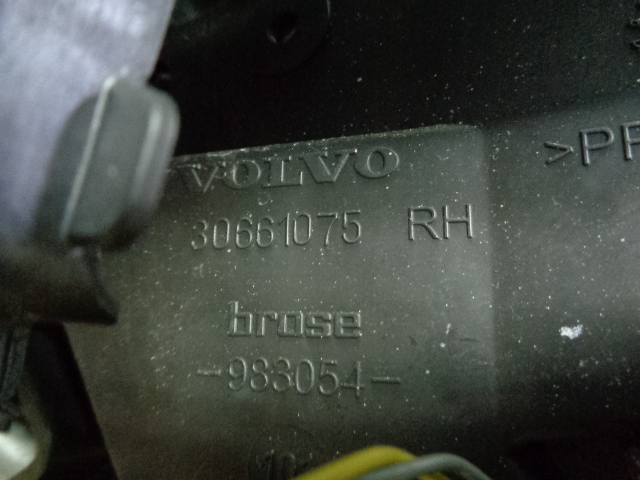 VOLVO
30661075 RH
brose
-983054-
>PP